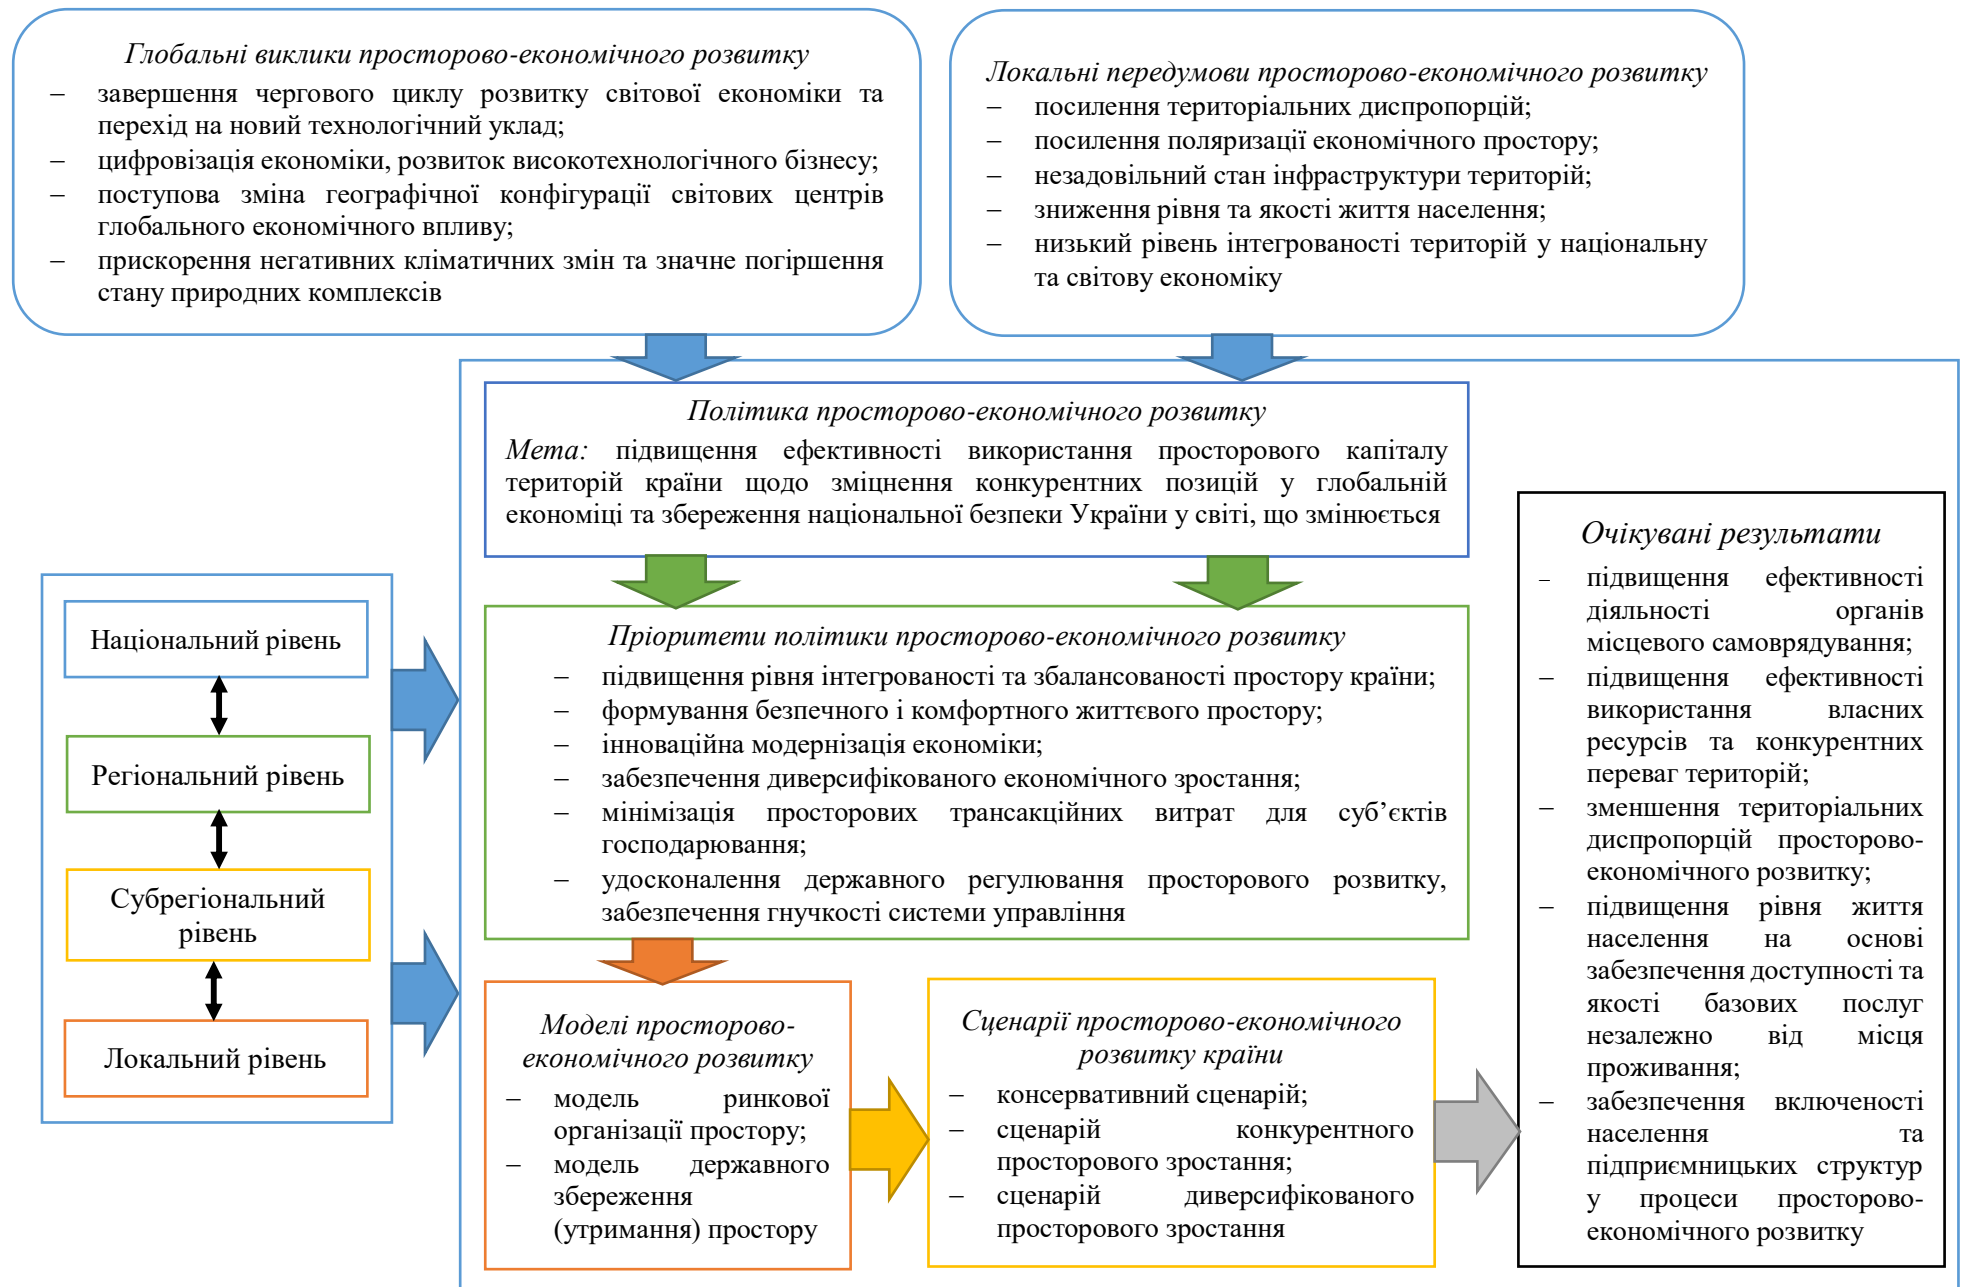 Глобальні виклики просторово-економічного розвитку
– завершення чергового циклу розвитку світової економіки та
перехід на новий технологічний уклад;
– цифровізація економіки, розвиток високотехнологічного бізнесу;
– поступова зміна географічної конфігурації світових центрів
глобального економічного впливу;
– прискорення негативних кліматичних змін та значне погіршення
стану природних комплексів
Локальні передумови просторово-економічного розвитку
– посилення територіальних диспропорцій;
– посилення поляризації економічного простору;
– незадовільний стан інфраструктури територій;
– зниження рівня та якості життя населення;
– низький рівень інтегрованості територій у національну
та світову економіку
Політика просторово-економічного розвитку
Мета: підвищення ефективності використання просторового капіталу
територій країни щодо зміцнення конкурентних позицій у глобальній
економіці та збереження національної безпеки України у світі, що змінюється
Національний рівень
Регіональний рівень
Субрегіональний
рівень
Локальний рівень
Пріоритети політики просторово-економічного розвитку
– підвищення рівня інтегрованості та збалансованості простору країни;
– формування безпечного і комфортного життєвого простору;
– інноваційна модернізація економіки;
– забезпечення диверсифікованого економічного зростання;
– мінімізація просторових трансакційних витрат для суб’єктів
господарювання;
– удосконалення державного регулювання просторового розвитку,
забезпечення гнучкості системи управління
Моделі просторово-
економічного розвитку
– модель ринкової
організації простору;
– модель державного
збереження
(утримання) простору
Сценарії просторово-економічного
розвитку країни
– консервативний сценарій;
– сценарій конкурентного
просторового зростання;
– сценарій диверсифікованого
просторового зростання
Очікувані результати
– підвищення ефективності
діяльності органів
місцевого самоврядування;
– підвищення ефективності
використання власних
ресурсів та конкурентних
переваг територій;
– зменшення територіальних
диспропорцій просторово-
економічного розвитку;
– підвищення рівня життя
населення на основі
забезпечення доступності та
якості базових послуг
незалежно від місця
проживання;
– забезпечення включеності
населення та
підприємницьких структур
у процеси просторово-
економічного розвитку